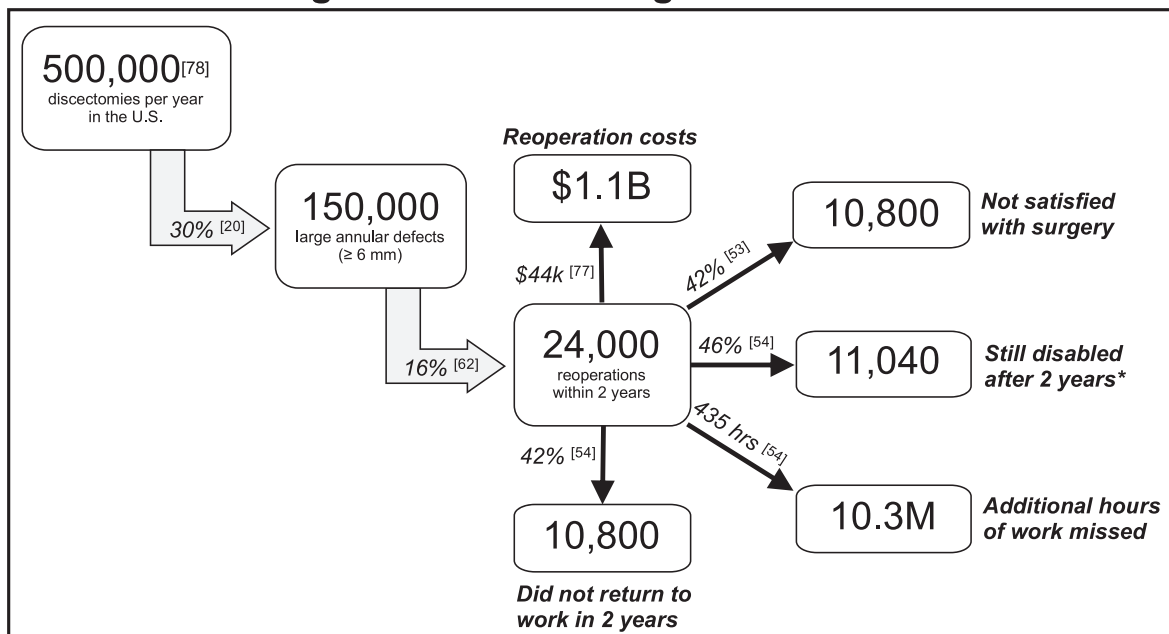 500,000[78]
discectomies per year
in the U.S.
30% [20]
150,000
large annular defects
(≥ 6 mm)
16% [62]
24,000
reoperations
within 2 years
Reoperation costs
$1.1B
$44k [77]
42% [53]
10,800
Not satisfied
with surgery
46% [54]
11,040
Still disabled
after 2 years*
435 hrs [54]
10.3M
Additional hours
of work missed
42% [54]
10,800
Did not return to
work in 2 years